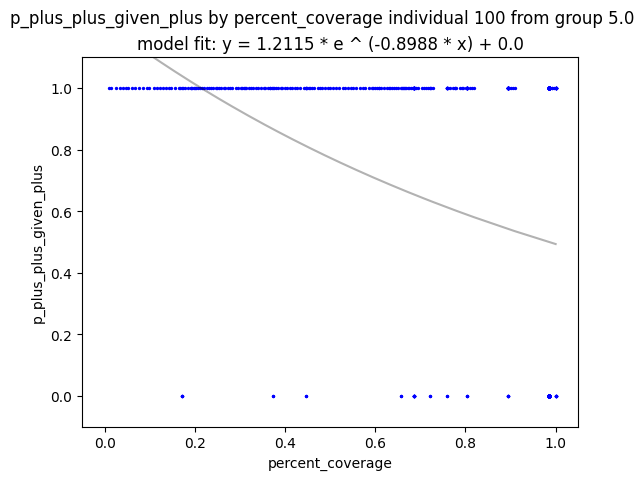 p_plus_plus_given_plus by percent_coverage individual 100 from group 5.0
model fit: y = 1.2115 * e ^ (-0.8988 * x) + 0.0
1.0
0.8
0.6
0.4
0.2
0.0
p_plus_plus_given_plus
0.0 0.2 0.4 0.6 0.8 1.0
percent_coverage